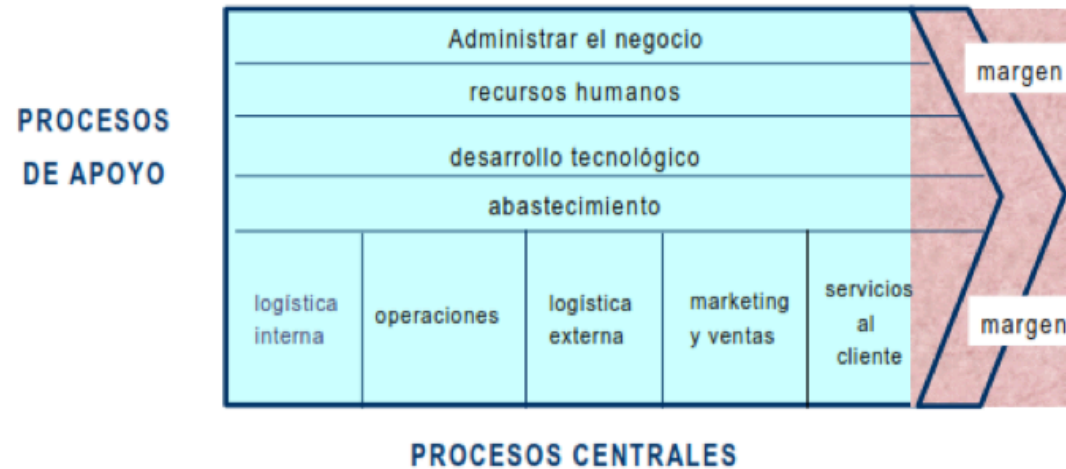 Administrar el negocio
margen
recursos humanos
PROCESOS
DE APOYO
desarrollo tecnológico
abastecimiento
logística
interna
operaciones
logística
externa
marketing
y ventas
servicios
al
cliente
margen
PROCESOS CENTRALES